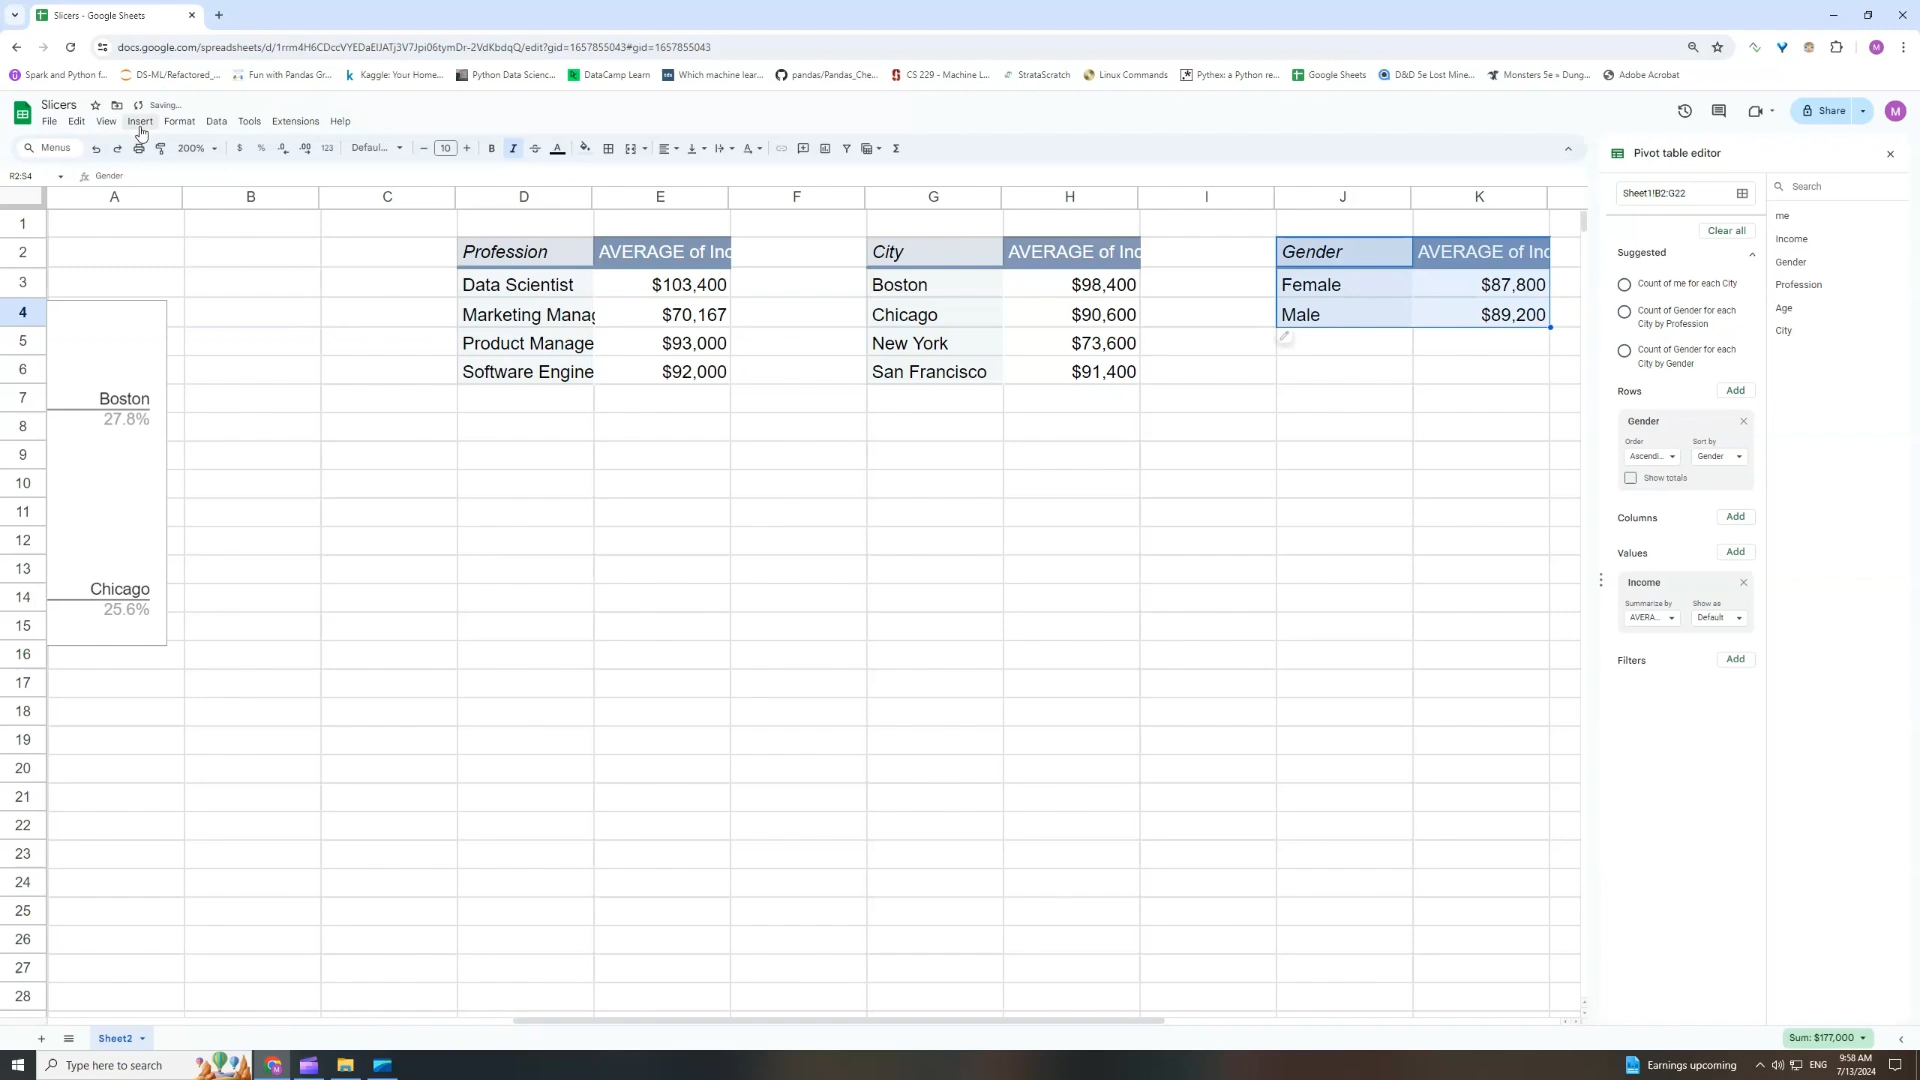 Slicers - Google Sheets
docs.google.com/spreadsheets/d/1rrm4H6CDccVYEDaEIJATj3V7Jpi06tymDr-2VdKbdqQ/edit?gid=1657855043#gid=1657855043
Spark and Python f... DS-ML/Refactored_... Fun with Pandas Gr... Kaggle: Your Home... Python Data Scienc... DataCamp Learn Which machine lear... pandas/Pandas_Che... CS 229 - Machine L... StrataScratch Linux Commands Pythex: a Python re... Google Sheets D&D 5e Lost Mine... Monsters 5e » Dung... Adobe Acrobat
Slicers Saving...
File Edit View Insert Format Data Tools Extensions Help
Share M
Menus 200% $ % .0 .00 123 Defaul... 10 B I S A
R2:S4 fx Gender
A B C D E F G H I J K
1
2 Profession AVERAGE of Inc City AVERAGE of Inc Gender AVERAGE of Inc
3 Data Scientist $103,400 Boston $98,400 Female $87,800
4 Marketing Manag $70,167 Chicago $90,600 Male $89,200
5 Product Manage $93,000 New York $73,600
6 Software Engine $92,000 San Francisco $91,400
7 Boston
8 27.8%
9
10
11
12
13
14 Chicago
15 25.6%
16
17
18
19
20
21
22
23
24
25
26
27
28
Pivot table editor
Sheet1!B2:G22
Clear all
Suggested
Count of me for each City
Count of Gender for each
City by Profession
Count of Gender for each
City by Gender
Rows Add
Gender
Order Sort by
Ascendi... Gender
Show totals
Columns Add
Values Add
Income
Summarize by Show as
AVERA... Default
Filters Add
Search
me
Income
Gender
Profession
Age
City
Sheet2
Sum: $177,000
Type here to search
Earnings upcoming
ENG
9:58 AM
7/13/2024